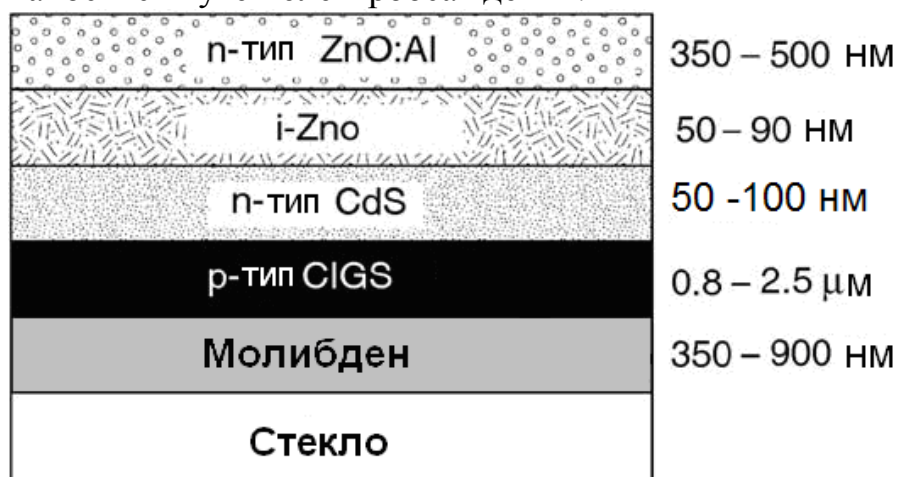 n-тип ZnO:Al 350 – 500 нм
i-Zno 50 – 90 нм
n-тип CdS 50 -100 нм
p-тип CIGS 0.8 – 2.5 μм
Молибден 350 – 900 нм
Стекло